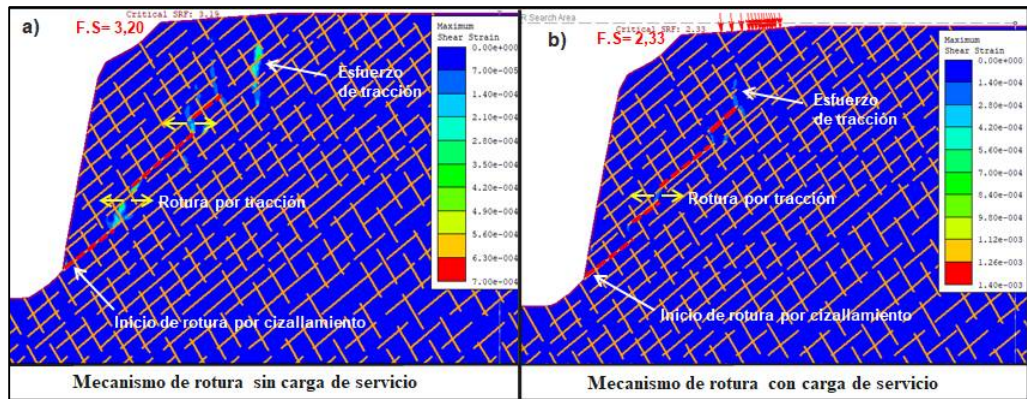 a)
Critical SRF: 3.19
F.S= 3,20
Maximum
Shear Strain
0.00e+000
7.00e-005
1.40e-004
2.10e-004
2.80e-004
3.50e-004
4.20e-004
4.90e-004
5.60e-004
6.30e-004
7.00e-004
Esfuerzo
de tracción
Rotura por tracción
Inicio de rotura por cizallamiento
Mecanismo de rotura sin carga de servicio
R Search Area
b)
Critical SRF: 2.33
F.S= 2,33
Maximum
Shear Strain
0.00e+000
1.40e-004
2.80e-004
4.20e-004
5.60e-004
7.00e-004
8.40e-004
9.80e-004
1.12e-003
1.26e-003
1.40e-003
Esfuerzo
de tracción
Rotura por tracción
Inicio de rotura por cizallamiento
Mecanismo de rotura con carga de servicio